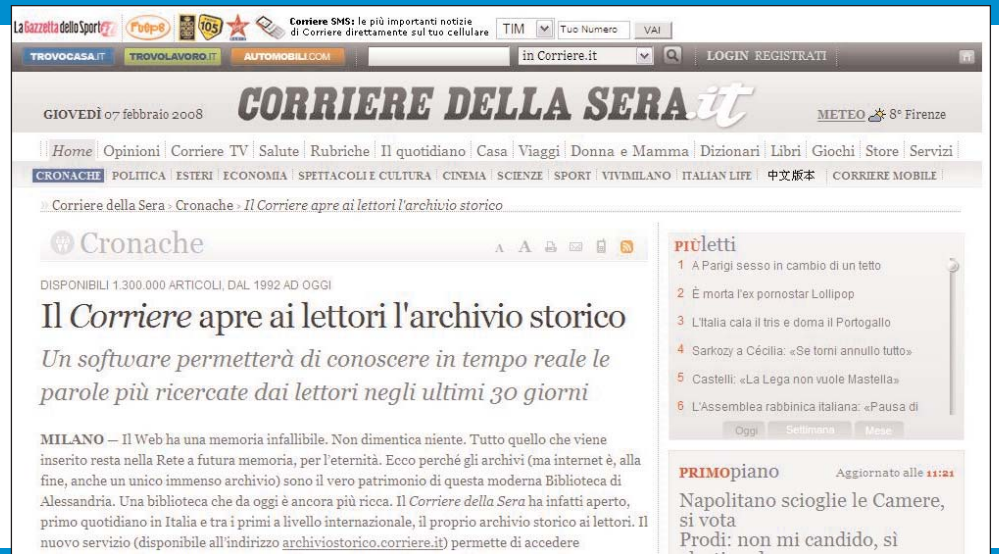 La Gazzetta dello Sport
105
Corriere SMS: le più importanti notizie
di Corriere direttamente sul tuo cellulare
TIM
Tuo Numero
VAI
TROVOCASA.IT TROVOLAVORO.IT AUTOMOBILI.COM in Corriere.it LOGIN REGISTRATI
GIOVEDÌ 07 febbraio 2008
CORRIERE DELLA SERA.it
METEO 8° Firenze
Home Opinioni Corriere TV Salute Rubriche Il quotidiano Casa Viaggi Donna e Mamma Dizionari Libri Giochi Store Servizi
CRONACHE POLITICA ESTERI ECONOMIA SPETTACOLI E CULTURA CINEMA SCIENZE SPORT VIVIMILANO ITALIAN LIFE 中文版本 CORRIERE MOBILE
» Corriere della Sera > Cronache > Il Corriere apre ai lettori l'archivio storico
Cronache
A A
DISPONIBILI 1.300.000 ARTICOLI, DAL 1992 AD OGGI
Il Corriere apre ai lettori l'archivio storico
Un software permetterà di conoscere in tempo reale le
parole più ricercate dai lettori negli ultimi 30 giorni
MILANO — Il Web ha una memoria infallibile. Non dimentica niente. Tutto quello che viene
inserito resta nella Rete a futura memoria, per l'eternità. Ecco perché gli archivi (ma internet è, alla
fine, anche un unico immenso archivio) sono il vero patrimonio di questa moderna Biblioteca di
Alessandria. Una biblioteca che da oggi è ancora più ricca. Il Corriere della Sera ha infatti aperto,
primo quotidiano in Italia e tra i primi a livello internazionale, il proprio archivio storico ai lettori. Il
nuovo servizio (disponibile all'indirizzo archiviostorico.corriere.it) permette di accedere
PIÙletti
1 A Parigi sesso in cambio di un tetto
2 È morta l'ex pornostar Lollipop
3 L'Italia cala il tris e doma il Portogallo
4 Sarkozy a Cécilia: «Se torni annullo tutto»
5 Castelli: «La Lega non vuole Mastella»
6 L'Assemblea rabbinica italiana: «Pausa di
Oggi Settimana Mese
PRIMOpiano Aggiornato alle 11:21
Napolitano scioglie le Camere,
si vota
Prodi: non mi candido, sì